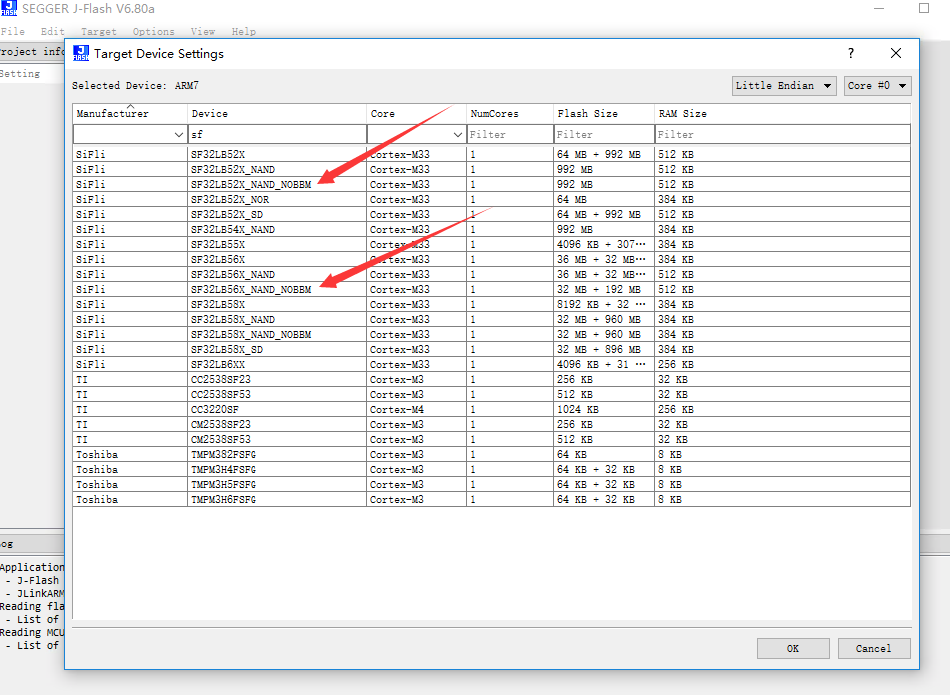 SEGGER J-Flash V6.80a
File Edit Target Options View Help
Project info
Setting
Target Device Settings
Selected Device: ARM7 Little Endian Core #0
Manufacturer Device Core NumCores Flash Size RAM Size
sf Filter Filter Filter
SiFli SF32LB52X Cortex-M33 1 64 MB + 992 MB 512 KB
SiFli SF32LB52X_NAND Cortex-M33 1 992 MB 512 KB
SiFli SF32LB52X_NAND_NOBBM Cortex-M33 1 992 MB 512 KB
SiFli SF32LB52X_NOR Cortex-M33 1 64 MB 384 KB
SiFli SF32LB52X_SD Cortex-M33 1 64 MB + 992 MB 512 KB
SiFli SF32LB54X_NAND Cortex-M33 1 992 MB 384 KB
SiFli SF32LB55X Cortex-M33 1 4096 KB + 307··· 384 KB
SiFli SF32LB56X Cortex-M33 1 36 MB + 32 MB··· 384 KB
SiFli SF32LB56X_NAND Cortex-M33 1 36 MB + 32 MB··· 512 KB
SiFli SF32LB56X_NAND_NOBBM Cortex-M33 1 32 MB + 192 MB 512 KB
SiFli SF32LB58X Cortex-M33 1 8192 KB + 32 ··· 384 KB
SiFli SF32LB58X_NAND Cortex-M33 1 32 MB + 960 MB 384 KB
SiFli SF32LB58X_NAND_NOBBM Cortex-M33 1 32 MB + 960 MB 384 KB
SiFli SF32LB58X_SD Cortex-M33 1 32 MB + 896 MB 384 KB
SiFli SF32LB6XX Cortex-M33 1 4096 KB + 31 ··· 256 KB
TI CC2538SF23 Cortex-M3 1 256 KB 32 KB
TI CC2538SF53 Cortex-M3 1 512 KB 32 KB
TI CC3220SF Cortex-M4 1 1024 KB 256 KB
TI CM2538SF23 Cortex-M3 1 256 KB 32 KB
TI CM2538SF53 Cortex-M3 1 512 KB 32 KB
Toshiba TMPM382FSFG Cortex-M3 1 64 KB 8 KB
Toshiba TMPM3H4FSFG Cortex-M3 1 64 KB + 32 KB 8 KB
Toshiba TMPM3H5FSFG Cortex-M3 1 64 KB + 32 KB 8 KB
Toshiba TMPM3H6FSFG Cortex-M3 1 64 KB + 32 KB 8 KB
og
Application
- J-Flash
- JLinkARM
Reading fla
- List of
Reading MCU
- List of
OK Cancel